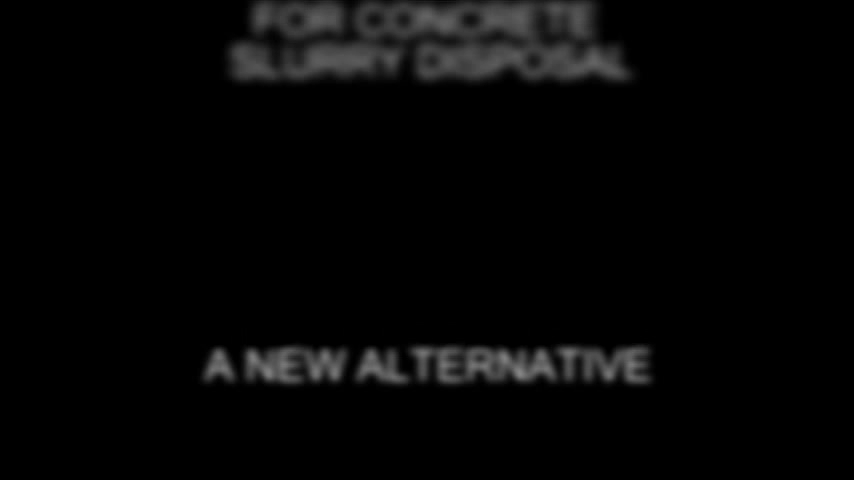 FOR CONCRETE
SLURRY DISPOSAL
A NEW ALTERNATIVE